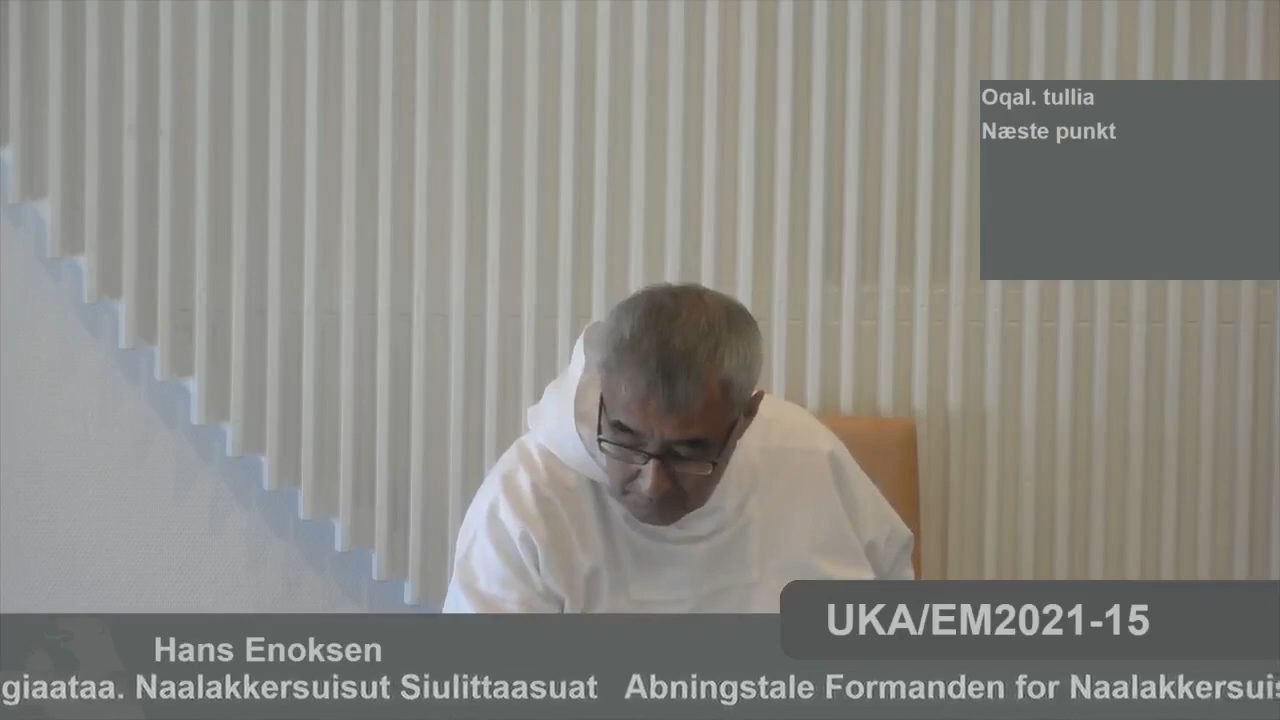 Oqal. tullia
Næste punkt
UKA/EM2021-15
Hans Enoksen
giaataa. Naalakkersuisut Siulittaasuat Abningstale Formanden for Naalakkersuis